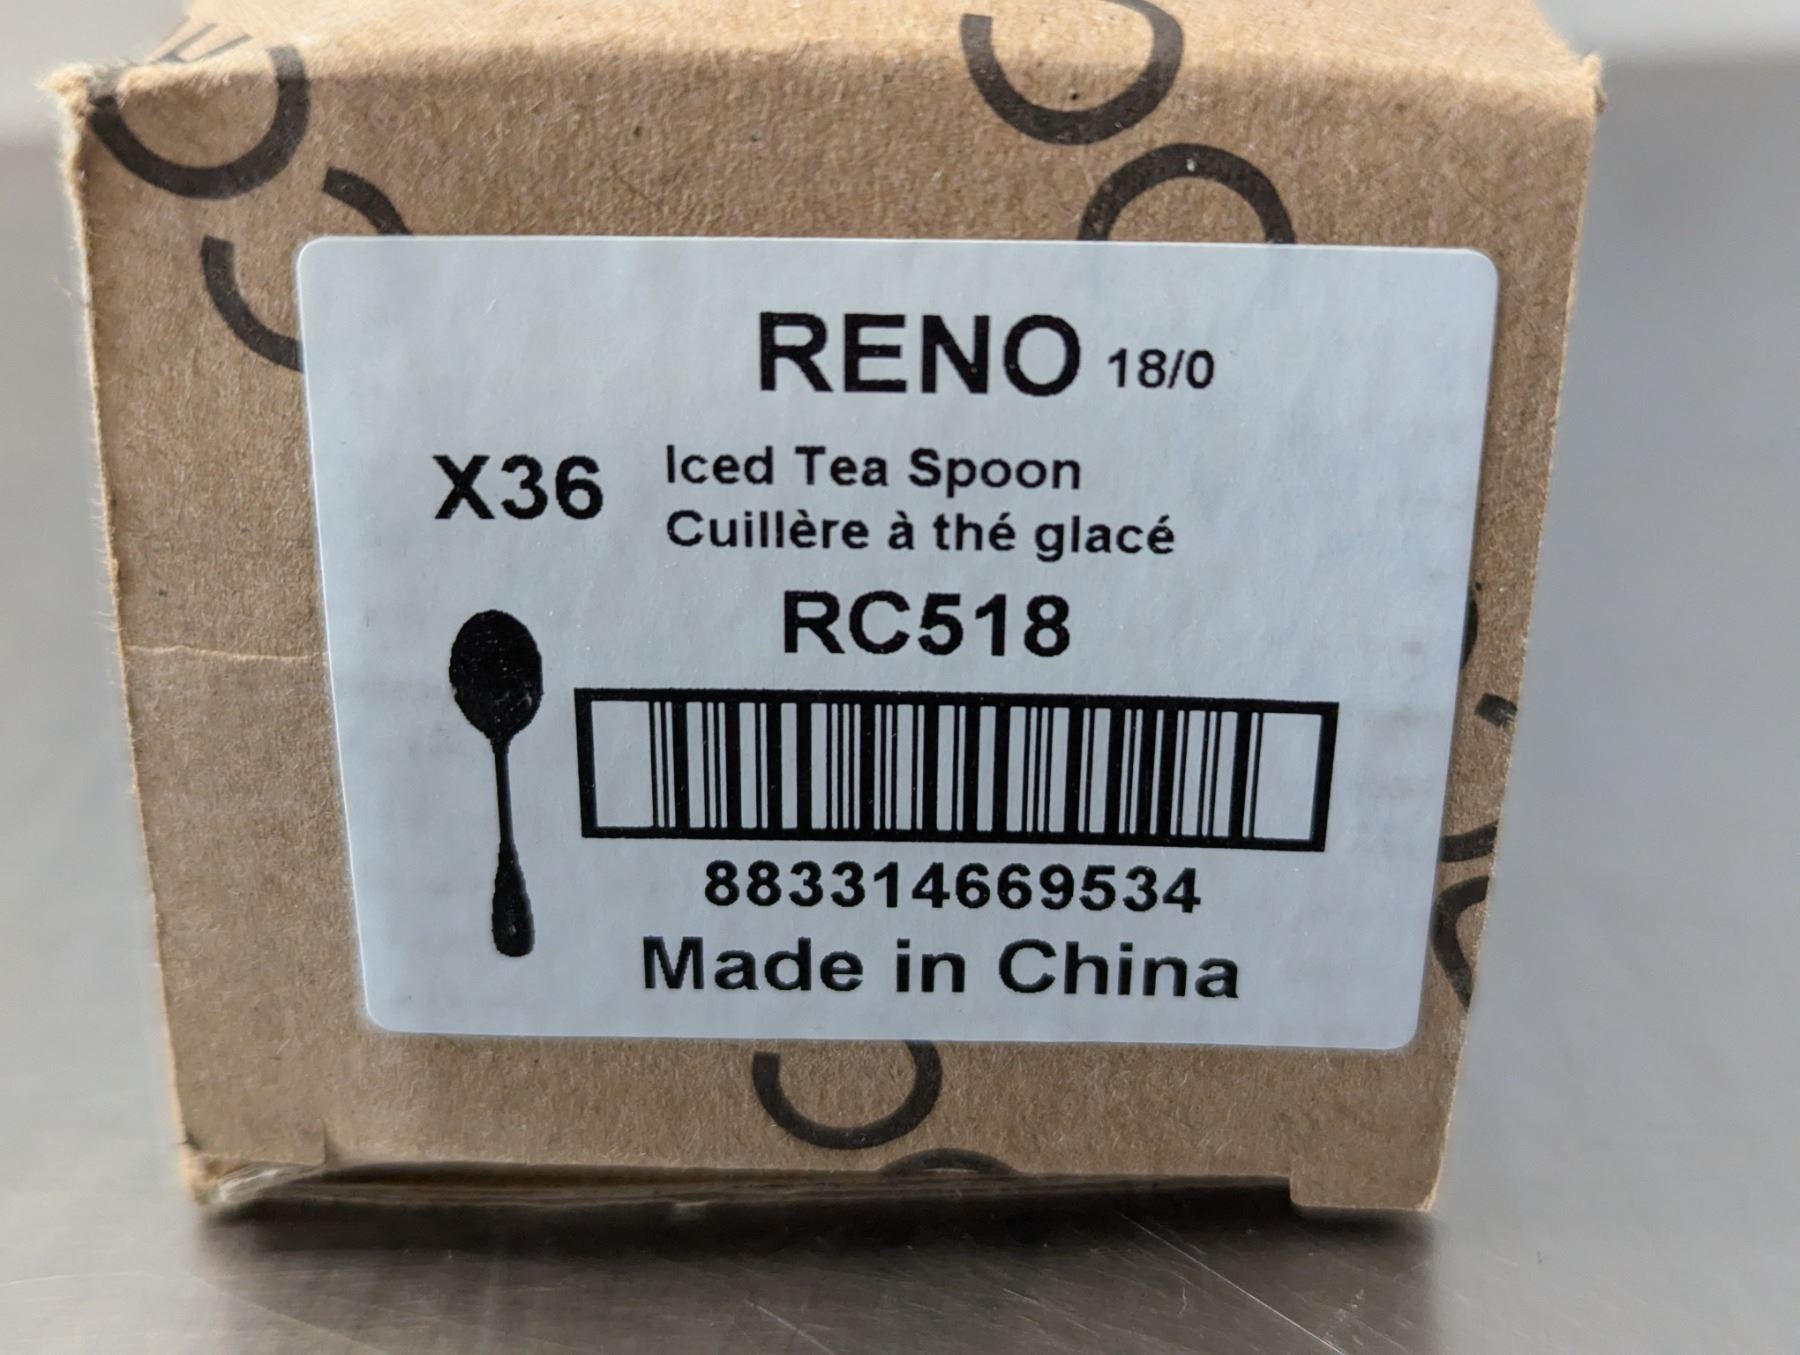 RENO 18/0
X36
Iced Tea Spoon
Cuillère à thé glacé
RC518
883314669534
Made in China